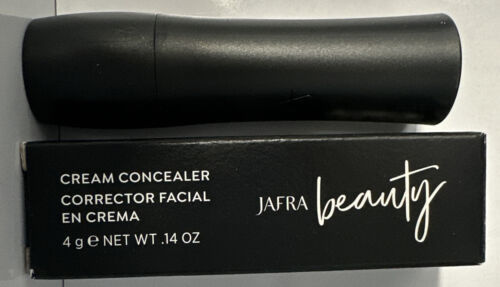 CREAM CONCEALER
CORRECTOR FACIAL
EN CREMA
4 g ℮ NET WT .14 OZ
JAFRA beauty